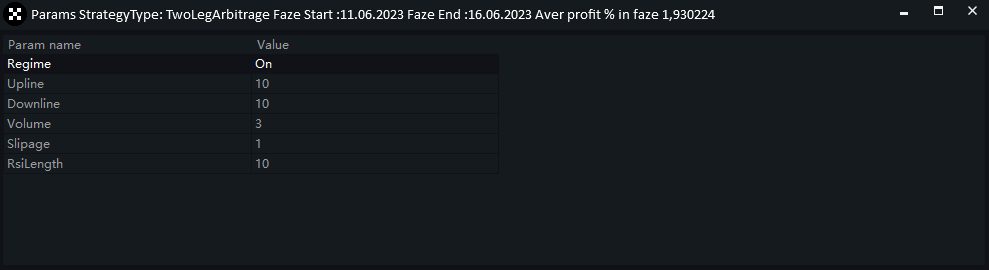 Params StrategyType: TwoLegArbitrage Faze Start :11.06.2023 Faze End :16.06.2023 Aver profit % in faze 1,930224
Param name Value
Regime On
Upline 10
Downline 10
Volume 3
Slipage 1
RsiLength 10